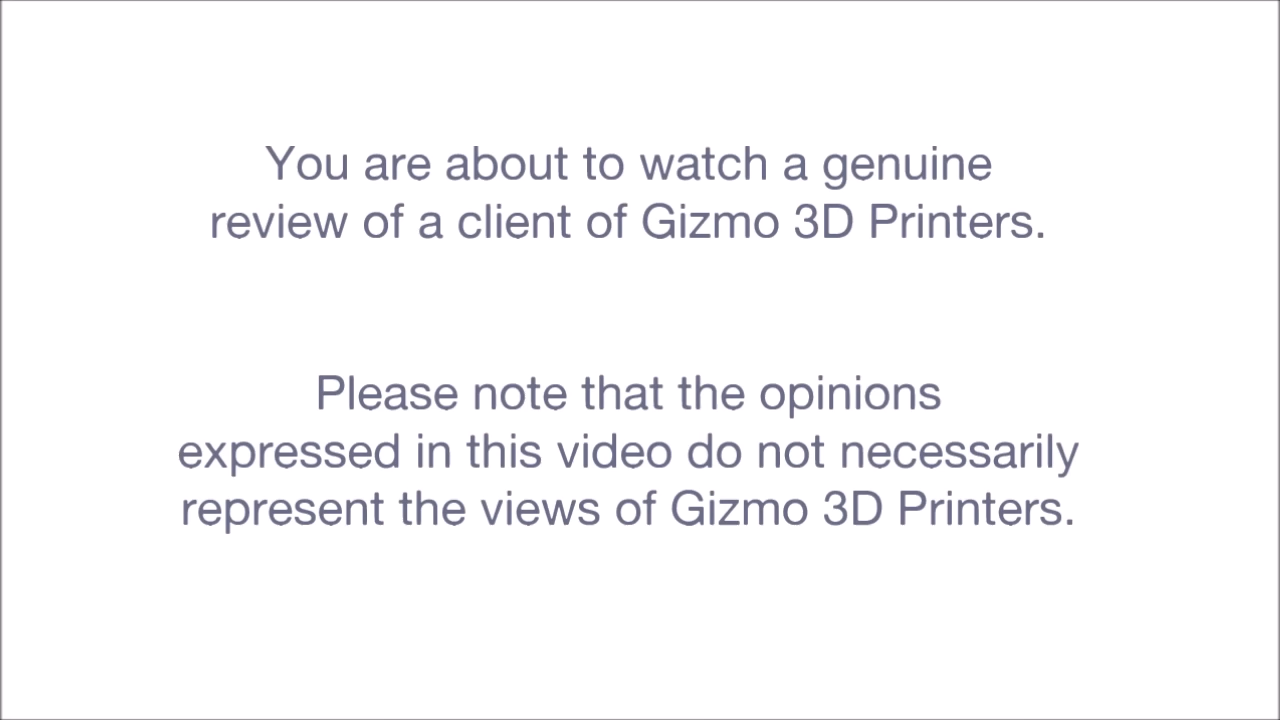 You are about to watch a genuine
review of a client of Gizmo 3D Printers.
Please note that the opinions
expressed in this video do not necessarily
represent the views of Gizmo 3D Printers.